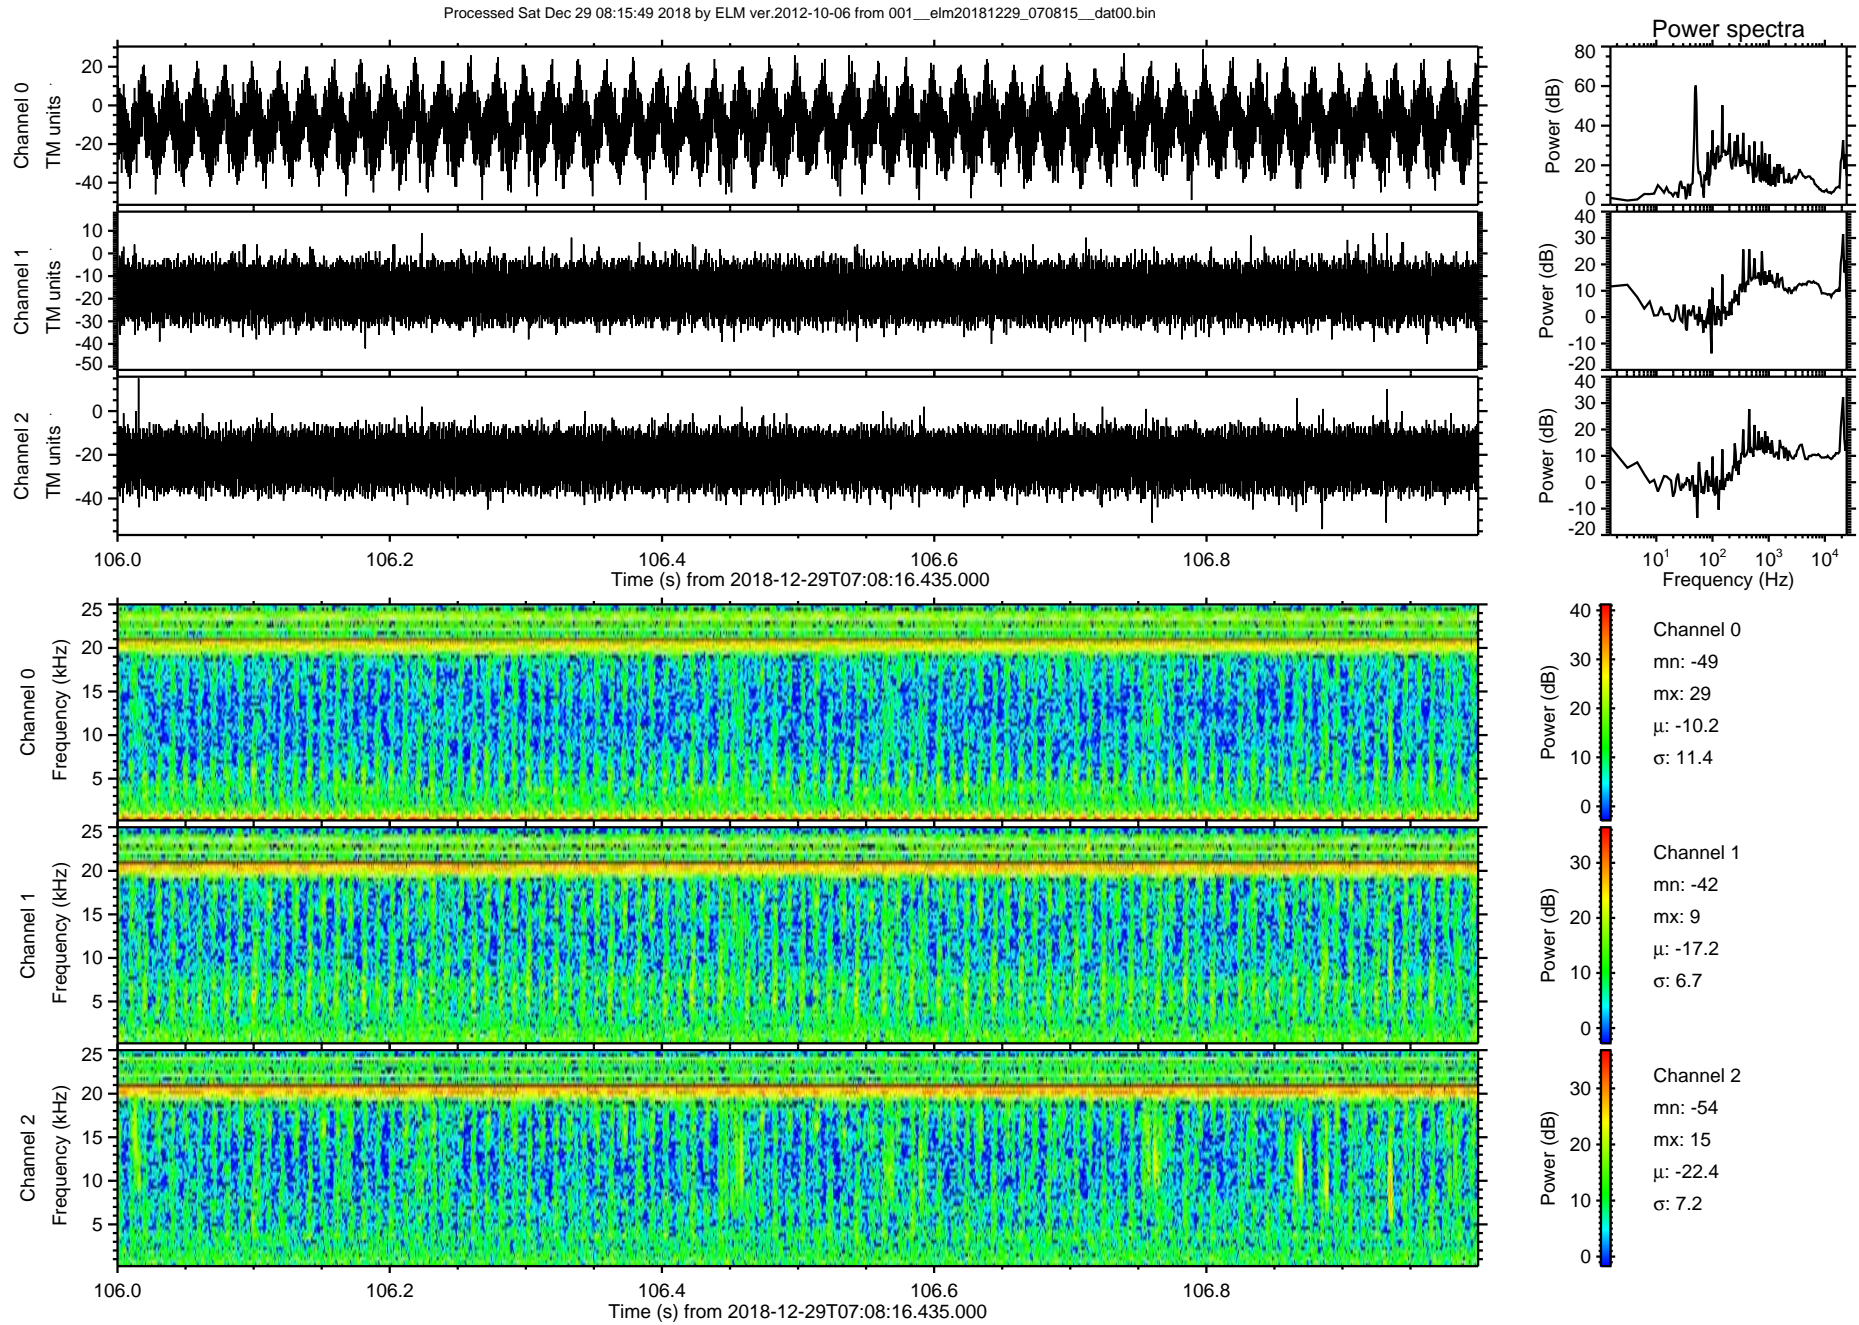 Processed Sat Dec 29 08:15:49 2018 by ELM ver.2012-10-06 from 001__elm20181229_070815__dat00.bin
Power spectra
Channel 0
TM units
20
0
-20
-40
Power (dB)
80
60
40
20
0
Channel 1
TM units
10
0
-10
-20
-30
-40
-50
Power (dB)
40
30
20
10
0
-10
-20
Channel 2
TM units
0
-20
-40
Power (dB)
40
30
20
10
0
-10
-20
106.0 106.2 106.4 106.6 106.8
Time (s) from 2018-12-29T07:08:16.435.000
10¹ 10² 10³ 10⁴
Frequency (Hz)
Channel 0
Frequency (kHz)
25
20
15
10
5
Power (dB)
40
30
20
10
0
Channel 0
mn: -49
mx: 29
µ: -10.2
σ: 11.4
Channel 1
Frequency (kHz)
25
20
15
10
5
Power (dB)
30
20
10
0
Channel 1
mn: -42
mx: 9
µ: -17.2
σ: 6.7
Channel 2
Frequency (kHz)
25
20
15
10
5
Power (dB)
30
20
10
0
Channel 2
mn: -54
mx: 15
µ: -22.4
σ: 7.2
106.0 106.2 106.4 106.6 106.8
Time (s) from 2018-12-29T07:08:16.435.000